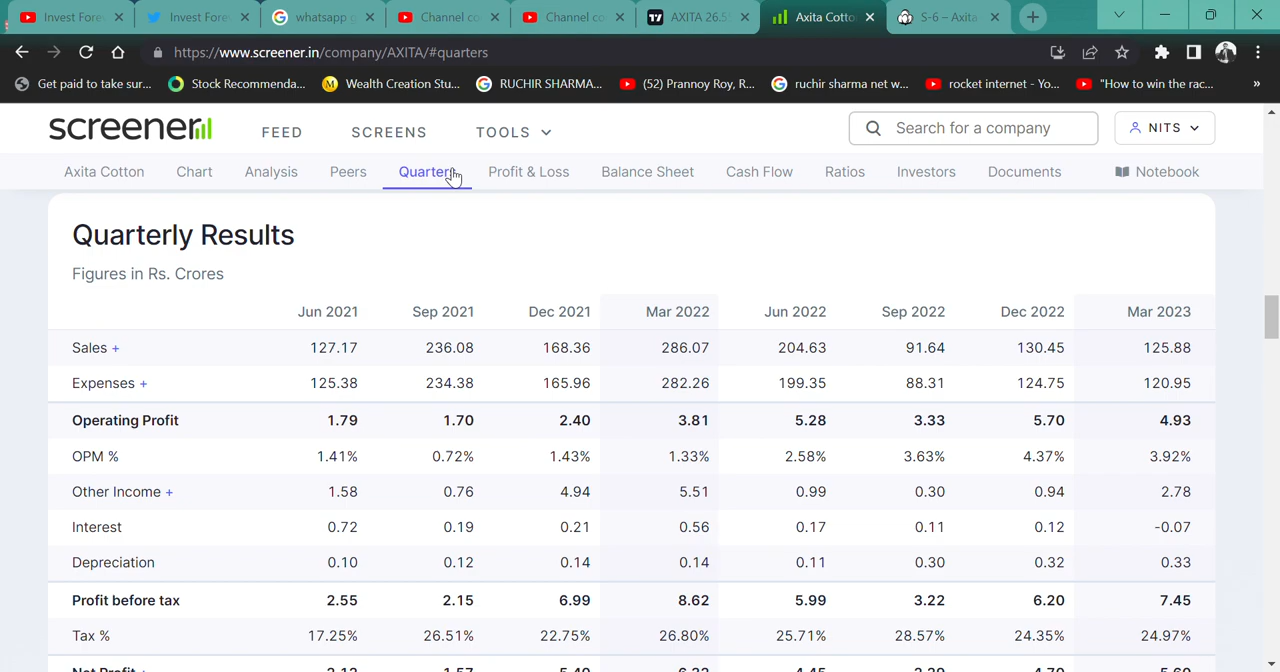 Invest Fore
Invest Fore
whatsapp g
Channel co
Channel co
AXITA 26.5
Axita Cotto
S-6 – Axita
https://www.screener.in/company/AXITA/#quarters
Get paid to take sur...
Stock Recommenda...
Wealth Creation Stu...
RUCHIR SHARMA...
(52) Prannoy Roy, R...
ruchir sharma net w...
rocket internet - Yo...
"How to win the rac...
»
screener
FEED
SCREENS
TOOLS
Search for a company
NITS
Axita Cotton Chart Analysis Peers Quarters Profit & Loss Balance Sheet Cash Flow Ratios Investors Documents Notebook
Quarterly Results
Figures in Rs. Crores
Jun 2021 Sep 2021 Dec 2021 Mar 2022 Jun 2022 Sep 2022 Dec 2022 Mar 2023
Sales + 127.17 236.08 168.36 286.07 204.63 91.64 130.45 125.88
Expenses + 125.38 234.38 165.96 282.26 199.35 88.31 124.75 120.95
Operating Profit 1.79 1.70 2.40 3.81 5.28 3.33 5.70 4.93
OPM % 1.41% 0.72% 1.43% 1.33% 2.58% 3.63% 4.37% 3.92%
Other Income + 1.58 0.76 4.94 5.51 0.99 0.30 0.94 2.78
Interest 0.72 0.19 0.21 0.56 0.17 0.11 0.12 -0.07
Depreciation 0.10 0.12 0.14 0.14 0.11 0.30 0.32 0.33
Profit before tax 2.55 2.15 6.99 8.62 5.99 3.22 6.20 7.45
Tax % 17.25% 26.51% 22.75% 26.80% 25.71% 28.57% 24.35% 24.97%